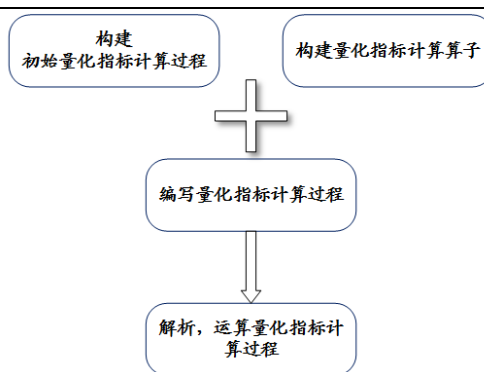 构建
初始量化指标计算过程
构建量化指标计算算子
编写量化指标计算过程
解析，运算量化指标计
算过程